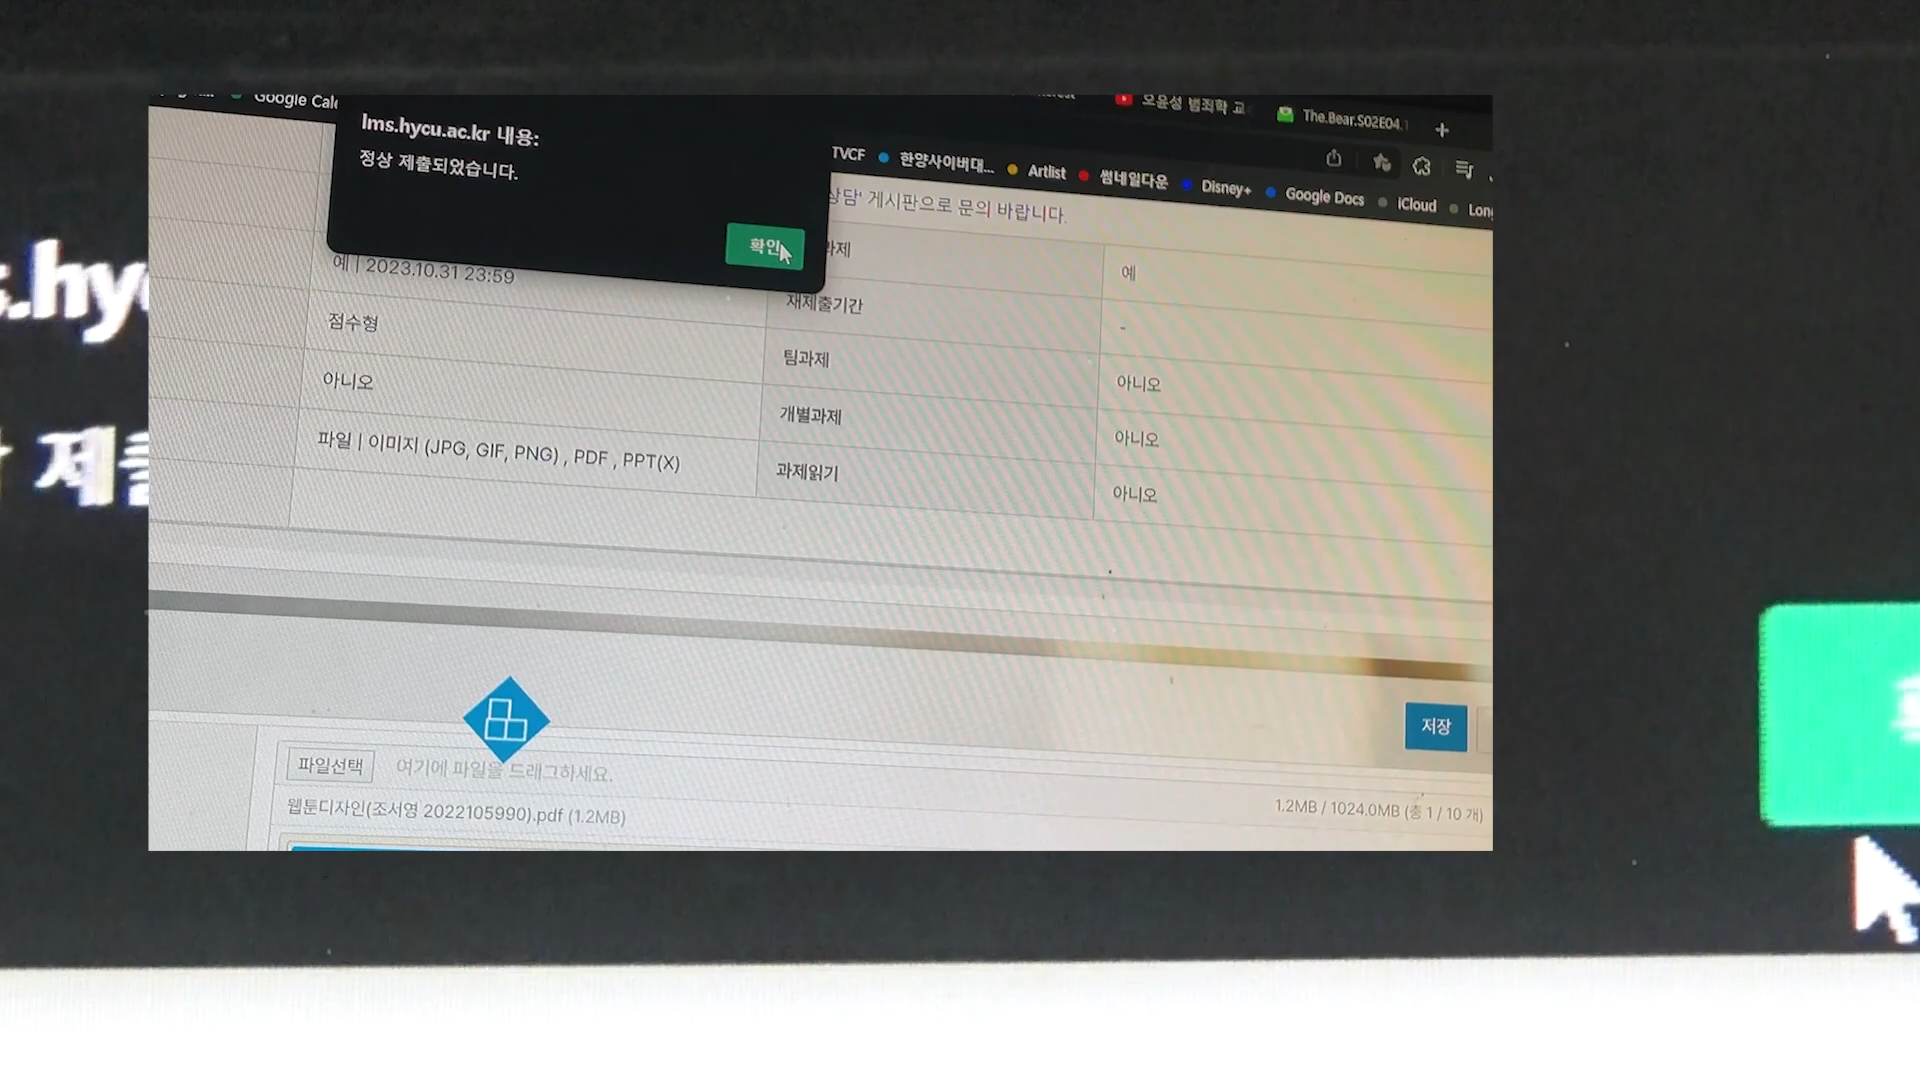 Google Cale
lms.hycu.ac.kr 내용:
정상 제출되었습니다.
확인
오윤성 범죄학 교
The.Bear.S02E04.
TVCF
한양사이버대...
Artlist
썸네일다운
Disney+
Google Docs
iCloud
Long
상담' 게시판으로 문의 바랍니다.
과제
예
예 | 2023.10.31 23:59
재제출기간
-
점수형
팀과제
아니오
아니오
개별과제
아니오
파일 | 이미지 (JPG, GIF, PNG) , PDF , PPT(X)
과제읽기
아니오
저장
파일선택
여기에 파일을 드래그하세요.
웹툰디자인(조서영 2022105990).pdf (1.2MB)
1.2MB / 1024.0MB (총 1 / 10 개)
s.hyc
제출